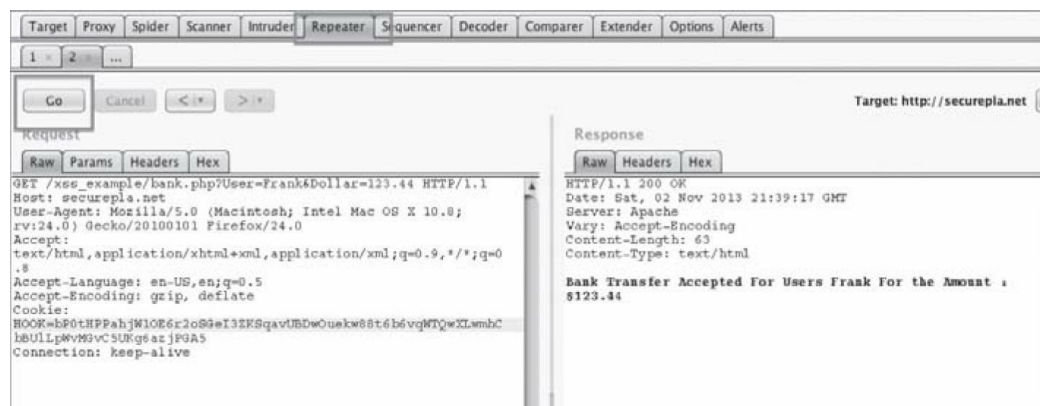 Target Proxy Spider Scanner Intruder Repeater Sequencer Decoder Comparer Extender Options Alerts
1 × 2 × ...
Go Cancel < > Target: http://securepla.net
Request
Raw Params Headers Hex
GET /xss_example/bank.php?User=Frank&Dollar=123.44 HTTP/1.1
Host: securepla.net
User-Agent: Mozilla/5.0 (Macintosh; Intel Mac OS X 10.8;
rv:24.0) Gecko/20100101 Firefox/24.0
Accept:
text/html,application/xhtml+xml,application/xml;q=0.9,*/*;q=0
.8
Accept-Language: en-US,en;q=0.5
Accept-Encoding: gzip, deflate
Cookie:
Connection: keep-alive
Response
Raw Headers Hex
HTTP/1.1 200 OK
Date: Sat, 02 Nov 2013 21:39:17 GMT
Server: Apache
Vary: Accept-Encoding
Content-Length: 63
Content-Type: text/html
Bank Transfer Accepted For Users Frank For the Amount :
$123.44